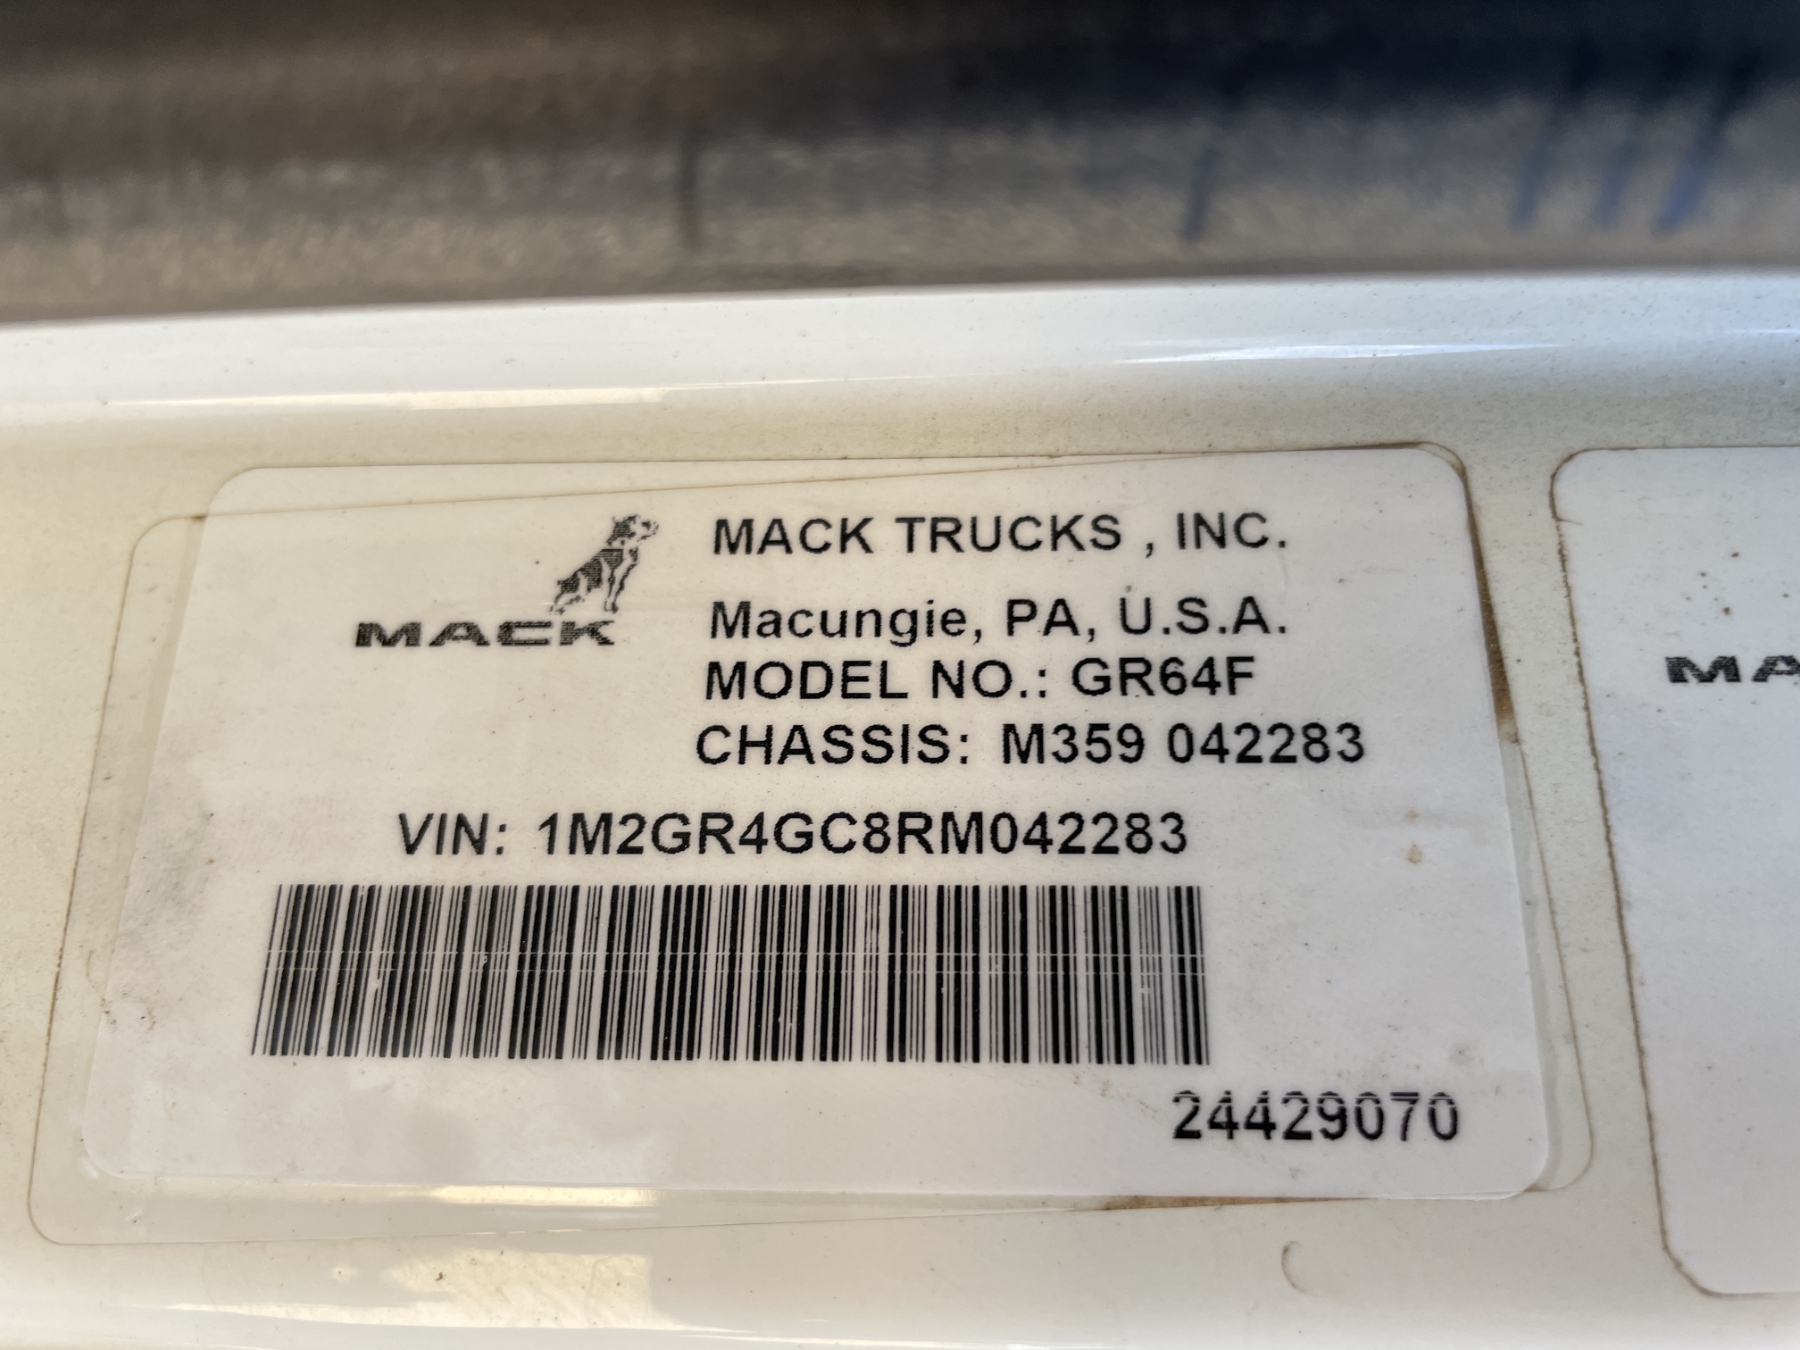 MACK TRUCKS , INC.
MACK
Macungie, PA, U.S.A.
MODEL NO.: GR64F
CHASSIS: M359 042283
VIN: 1M2GR4GC8RM042283
24429070
MA